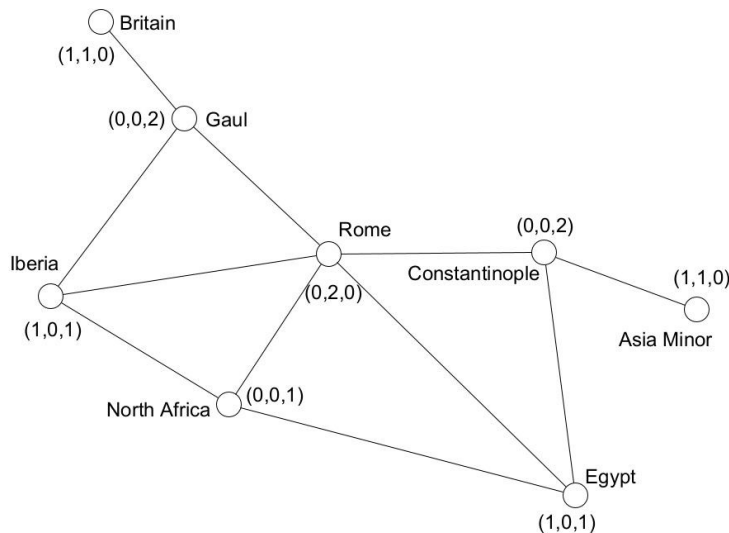 Britain
(1,1,0)
(0,0,2) Gaul
Rome
(0,0,2)
Iberia
Constantinople
(1,1,0)
(0,2,0)
(1,0,1)
Asia Minor
(0,0,1)
North Africa
Egypt
(1,0,1)